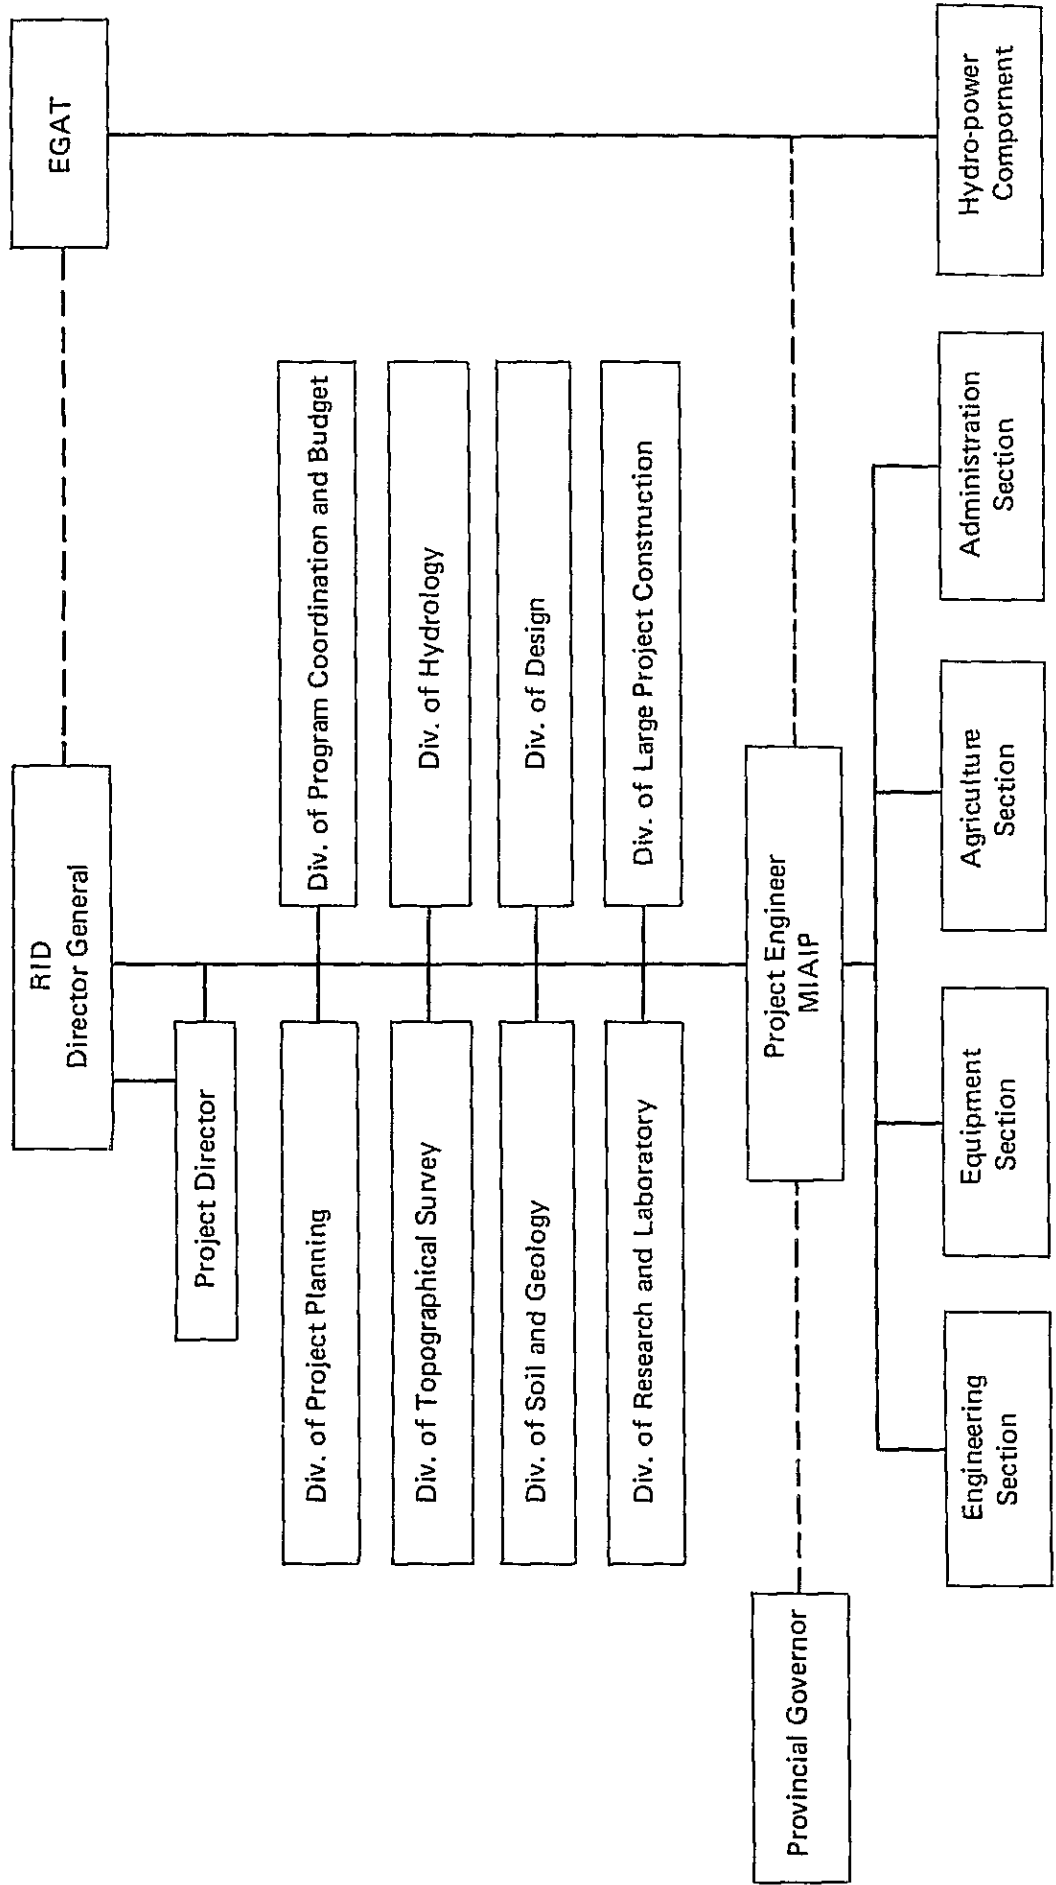 RID
Director General
EGAT
Project Director
Div. of Project Planning
Div. of Program Coordination and Budget
Div. of Topographical Survey
Div. of Hydrology
Div. of Soil and Geology
Div. of Design
Div. of Research and Laboratory
Div. of Large Project Construction
Provincial Governor
Project Engineer
MIAIP
Engineering
Section
Equipment
Section
Agriculture
Section
Administration
Section
Hydro-power
Compornent